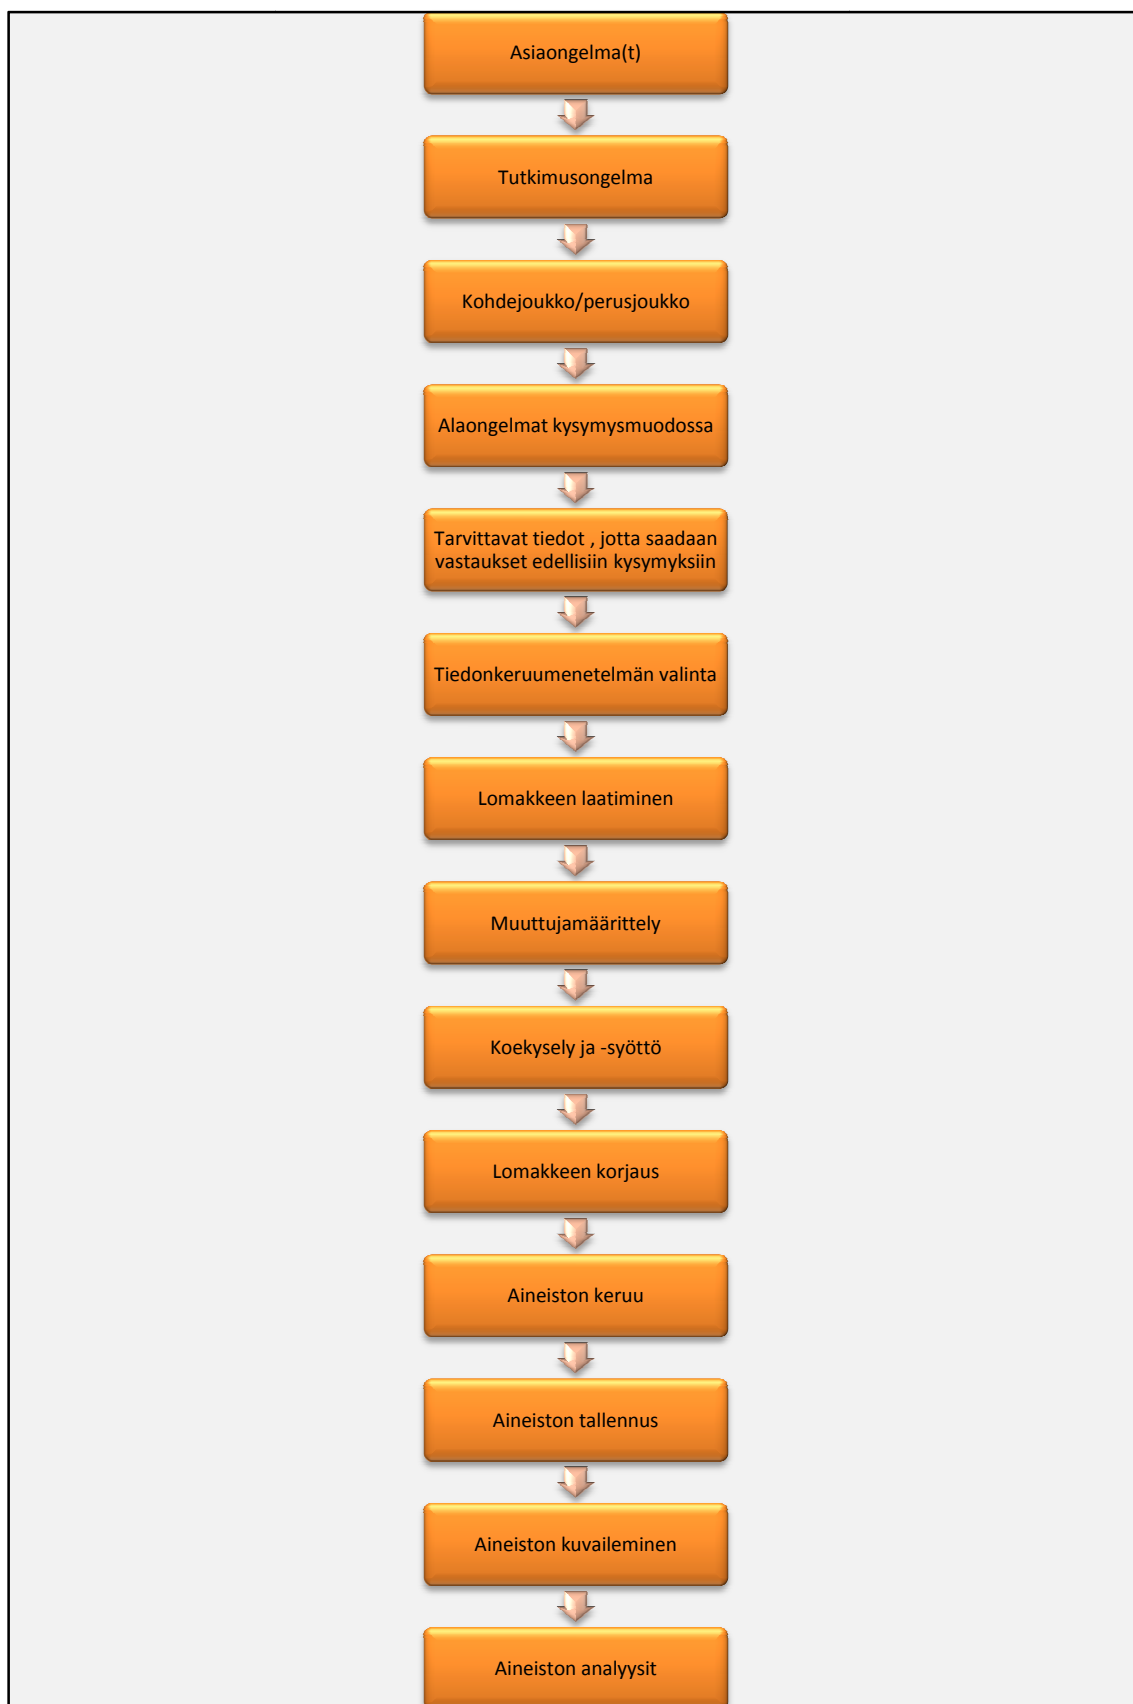 Asiaongelma(t)
Tutkimusongelma
Kohdejoukko/perusjoukko
Alaongelmat kysymysmuodossa
Tarvittavat tiedot , jotta saadaan
vastaukset edellisiin kysymyksiin
Tiedonkeruumenetelmän valinta
Lomakkeen laatiminen
Muuttujamäärittely
Koekysely ja -syöttö
Lomakkeen korjaus
Aineiston keruu
Aineiston tallennus
Aineiston kuvaileminen
Aineiston analyysit